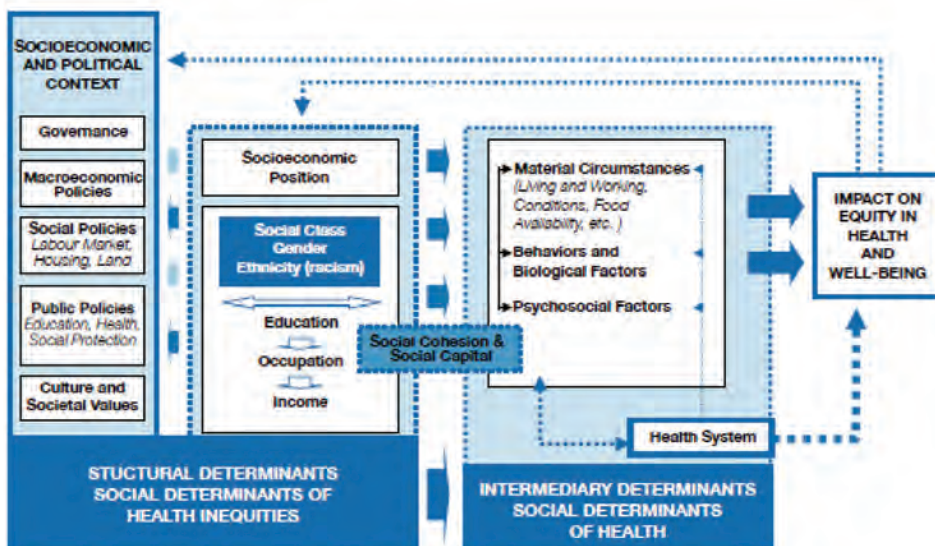 SOCIOECONOMIC
AND POLITICAL
CONTEXT
Governance
Macroeconomic
Policies
Social Policies
Labour Market,
Housing, Land
Public Policies
Education, Health,
Social Protection
Culture and
Societal Values
Socioeconomic
Position
Social Class
Gender
Ethnicity (racism)
Education
Occupation
Income
Social Cohesion &
Social Capital
Material Circumstances
(Living and Working,
Conditions, Food
Availability, etc. )
Behaviors and
Biological Factors
Psychosocial Factors
Health System
IMPACT ON
EQUITY IN
HEALTH
AND
WELL-BEING
STUCTURAL DETERMINANTS
SOCIAL DETERMINANTS OF
HEALTH INEQUITIES
INTERMEDIARY DETERMINANTS
SOCIAL DETERMINANTS
OF HEALTH